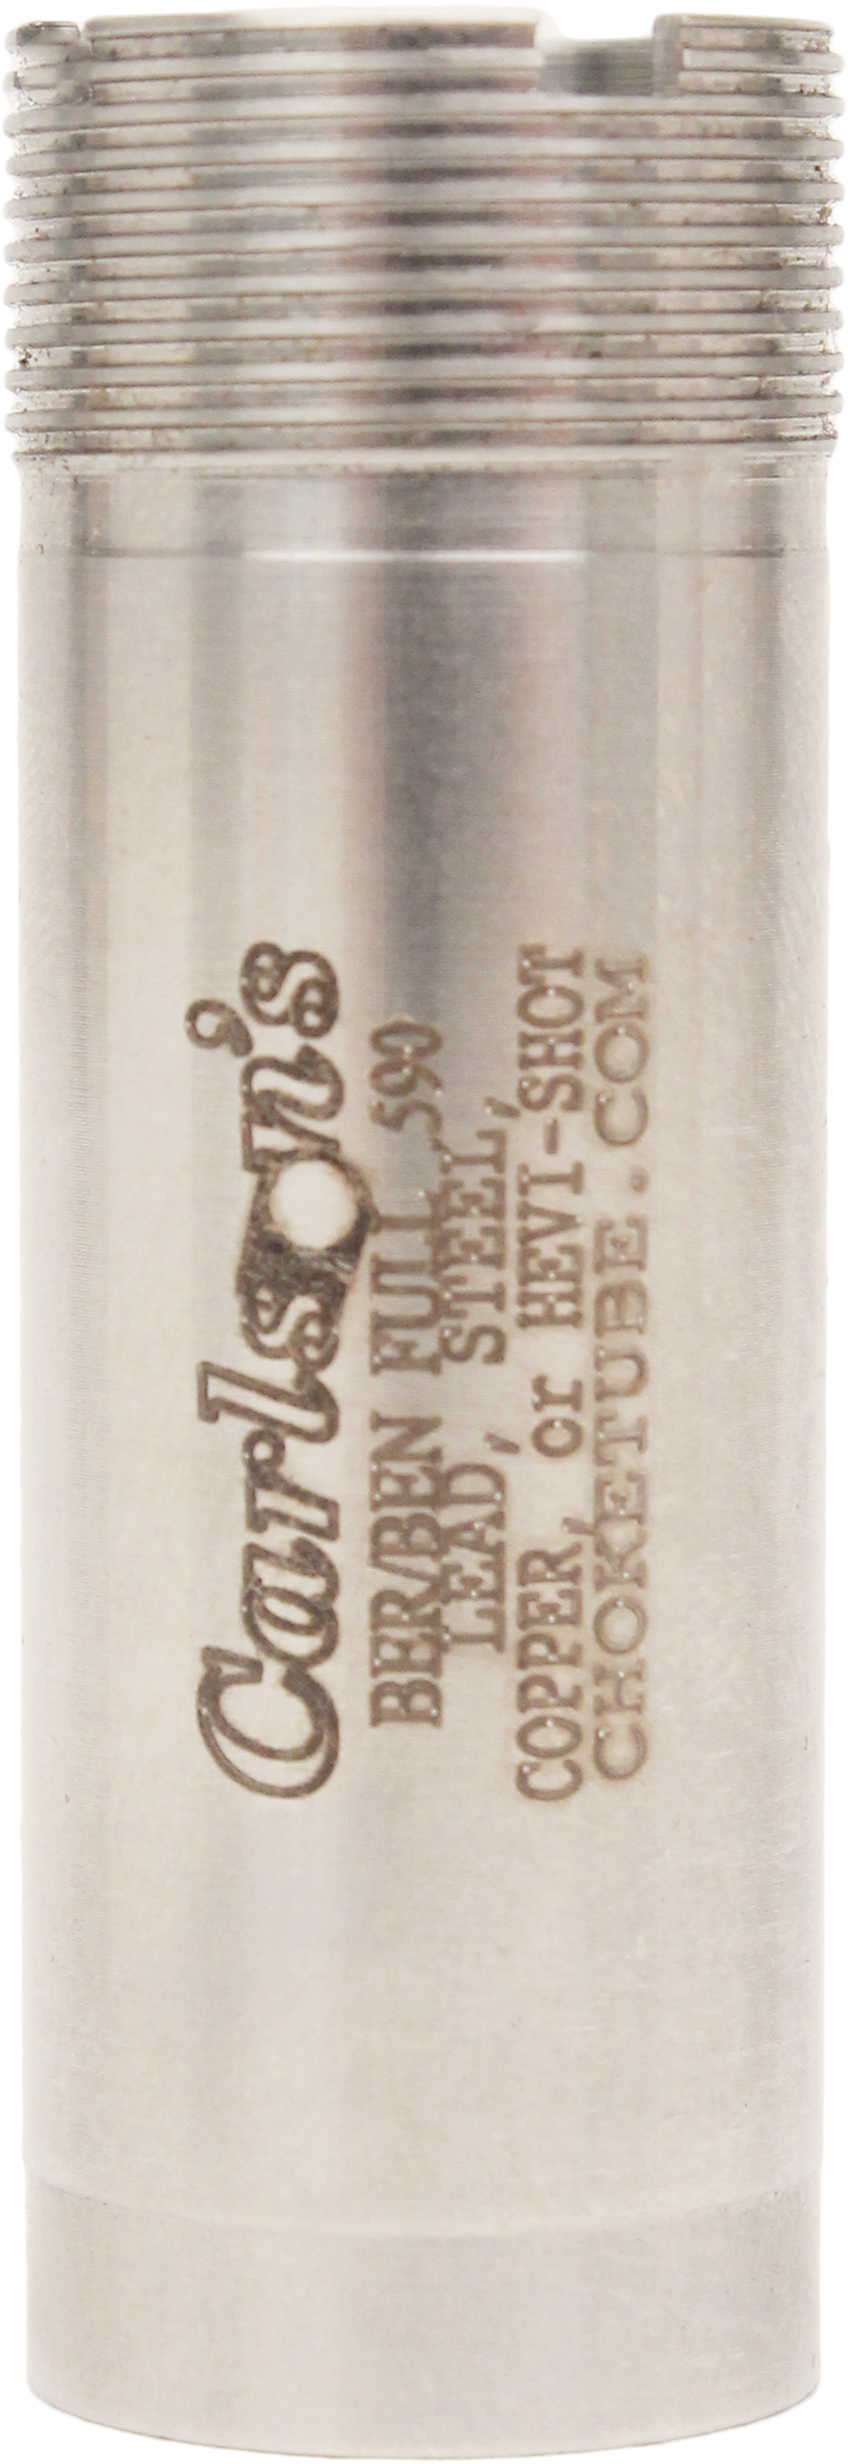 Carlson's
BER/BEN FULL .590
LEAD, STEEL,
COPPER, or HEVI-SHOT
CHOKETUBE.COM